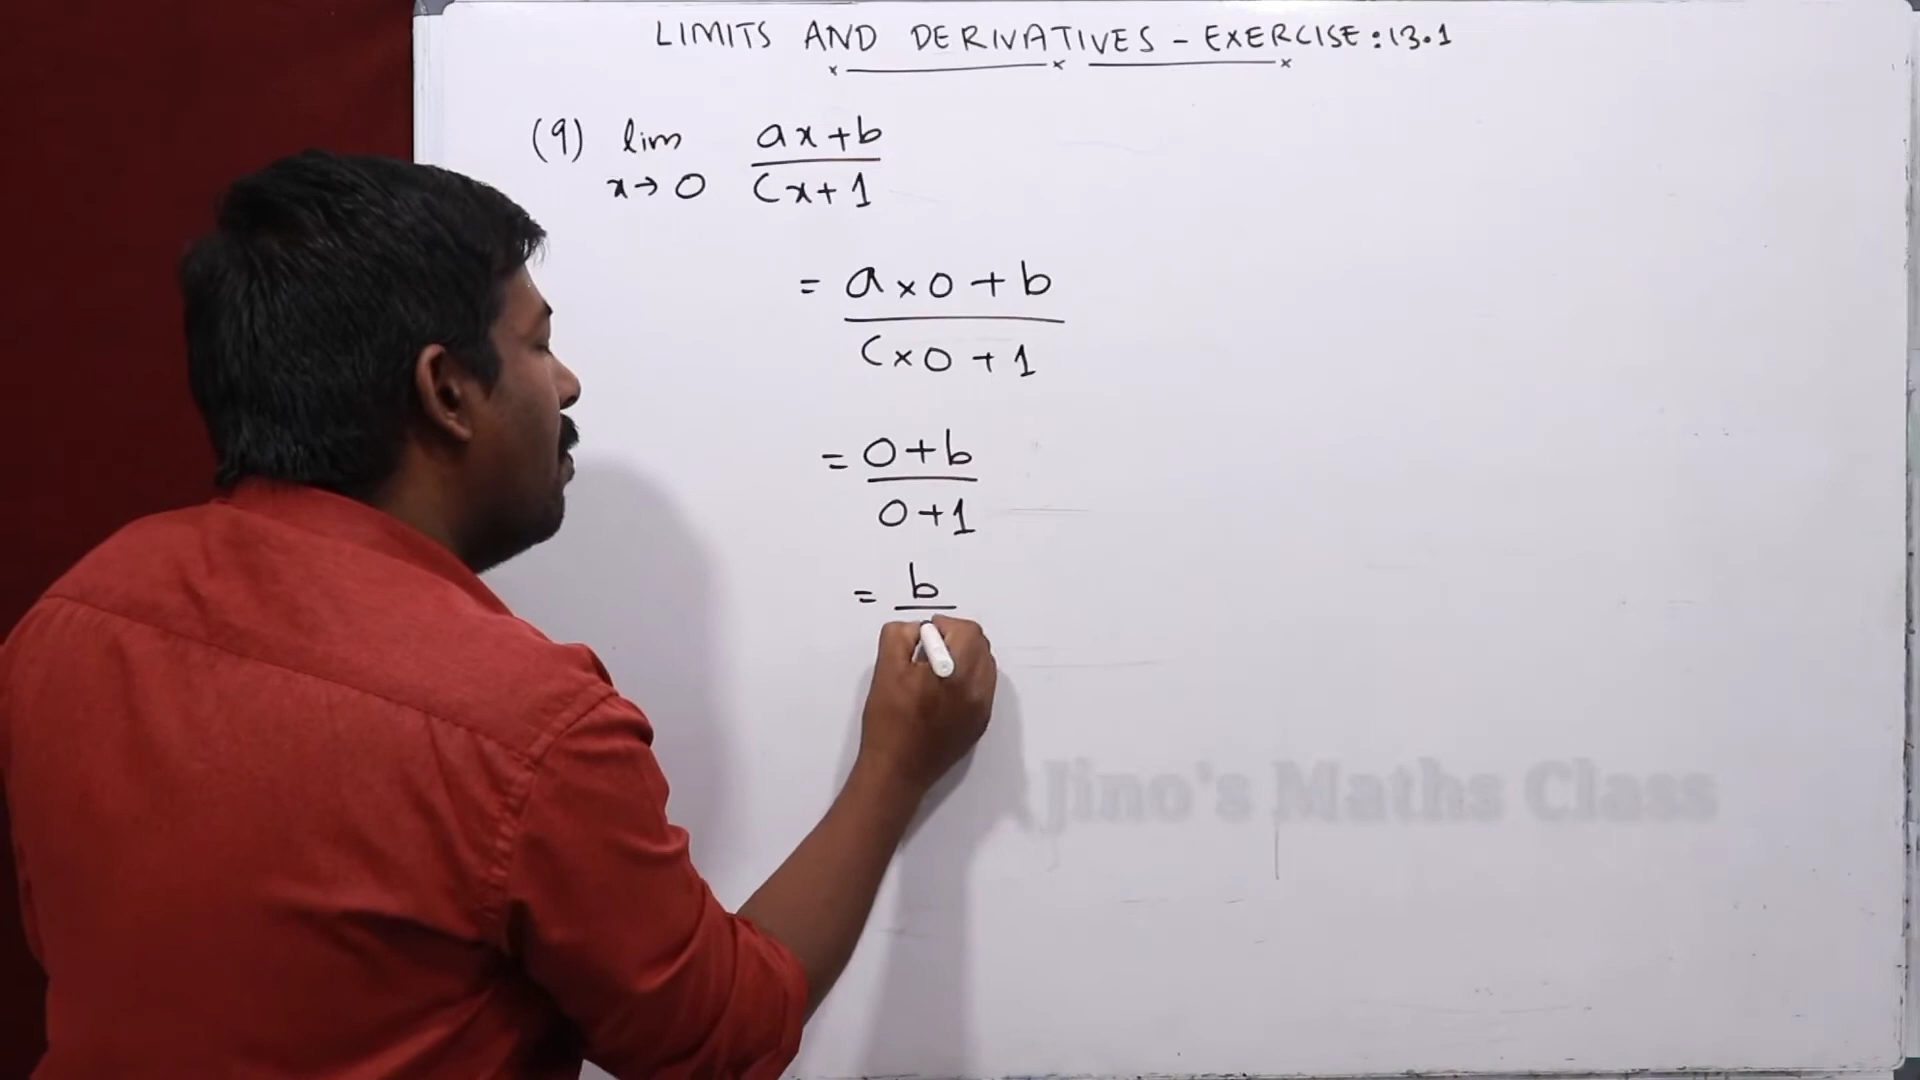 LIMITS AND DERIVATIVES - EXERCISE: 13.1
(9) lim ax+b
x→0 Cx+1
= a×0+b
C×0+1
= 0+b
0+1
= b
Jino's Maths Class